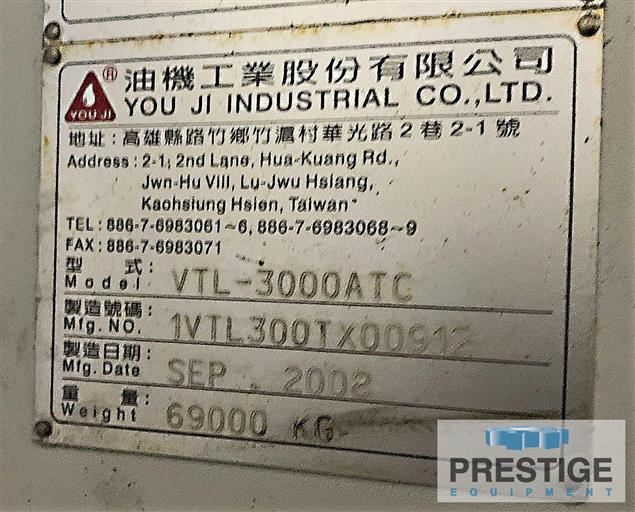 油機工業股份有限公司
YOU JI ® YOU JI INDUSTRIAL CO.,LTD.
地址:高雄縣路竹鄉竹滬村華光路2巷2-1號
Address : 2-1, 2nd Lane, Hua-Kuang Rd.,
Jwn-Hu Vill, Lu-Jwu Hsiang,
Kaohsiung Hsien, Taiwan
TEL : 886-7-6983061~6, 886-7-6983068~9
FAX : 886-7-6983071
型 式:
Model VTL-3000ATC
製造號碼:
Mfg. NO. 1VTL300TX00912
製造日期:
Mfg. Date SEP . 2002
重 量:
Weight 69000 KG
PRESTIGE
EQUIPMENT